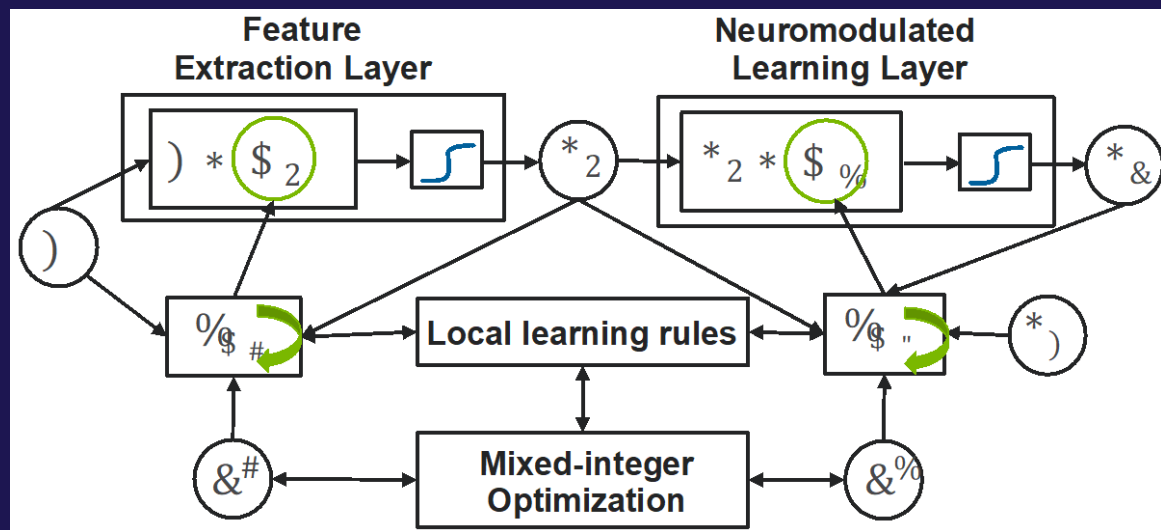 Feature
Extraction Layer
Neuromodulated
Learning Layer
) * $ 2
* 2
* 2 * $ %
* &
)
% $ #
Local learning rules
% $ "
* )
& #
Mixed-integer
Optimization
& %